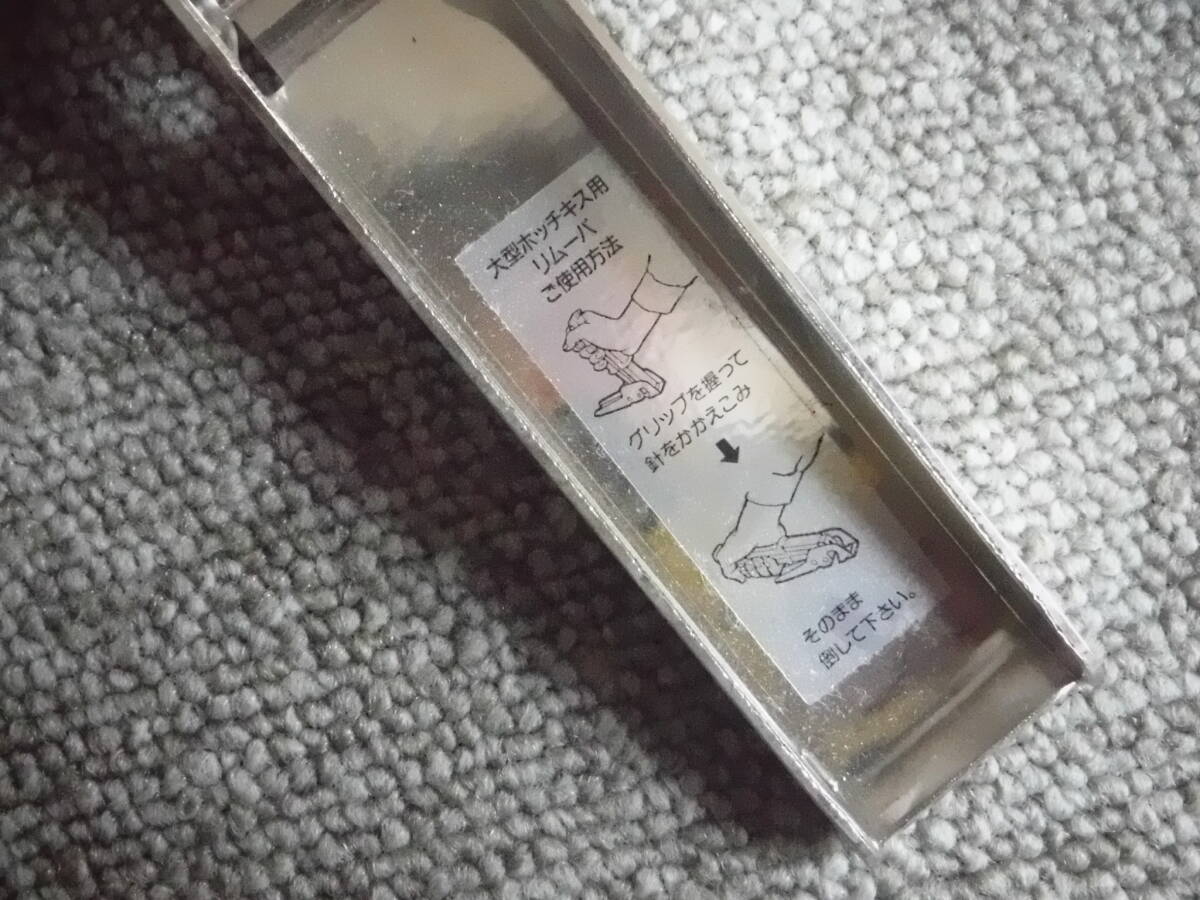 大型ホッチキス用
リムーバ
ご使用方法
グリップを握って
針をかかえこみ
そのまま
倒して下さい。